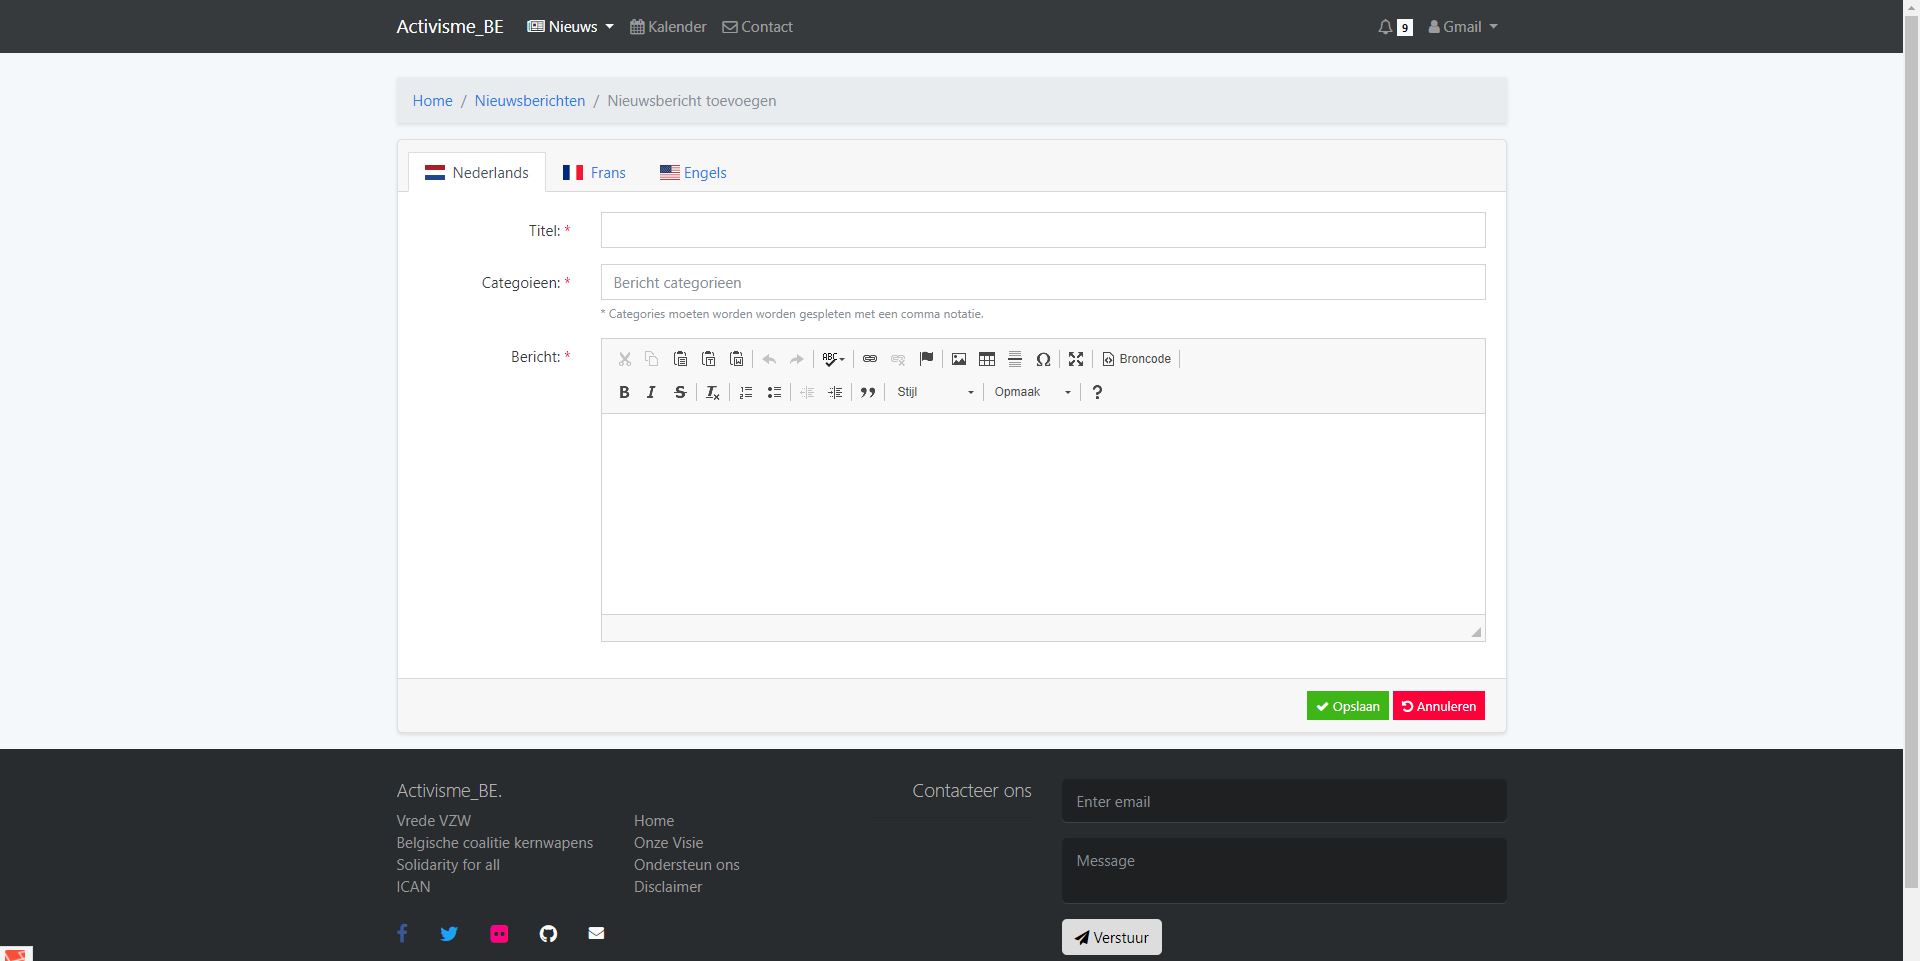 Activisme_BE Nieuws Kalender Contact 9 Gmail
Home / Nieuwsberichten / Nieuwsbericht toevoegen
Nederlands Frans Engels
Titel: *
Categoieen: * Bericht categorieen
* Categories moeten worden worden gespleten met een comma notatie.
Bericht: *
ABC Ω Broncode
B I S Tx Stijl Opmaak ?
Opslaan Annuleren
Activisme_BE. Contacteer ons
Enter email
Vrede VZW Home
Belgische coalitie kernwapens Onze Visie
Solidarity for all Ondersteun ons
Message
ICAN Disclaimer
Verstuur